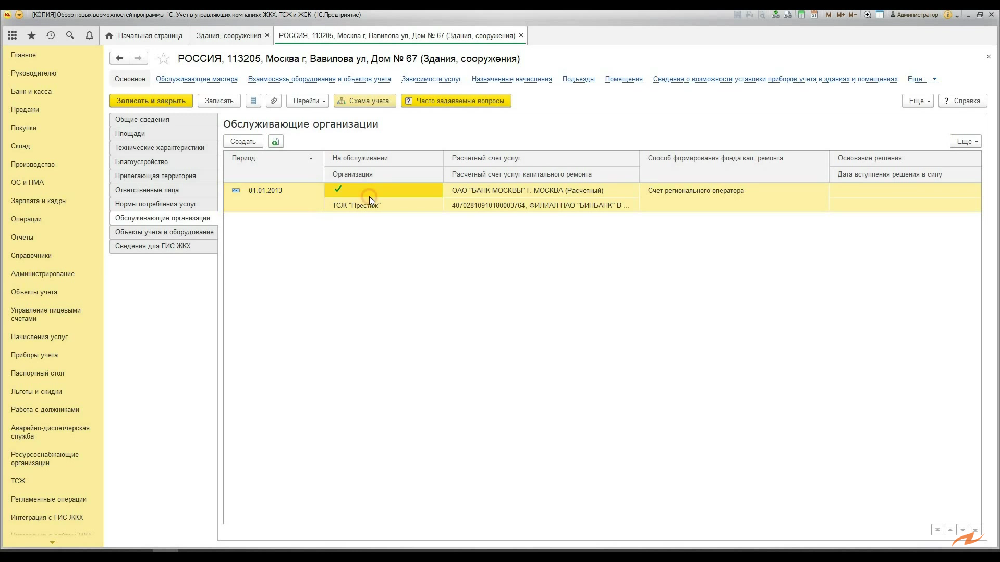 [КОПИЯ] Обзор новых возможностей программы 1С: Учет в управляющих компаниях ЖКХ, ТСЖ и ЖСК (1С:Предприятие)
M M+ M- Администратор
Начальная страница
Здания, сооружения
РОССИЯ, 113205, Москва г, Вавилова ул, Дом № 67 (Здания, сооружения)
Главное
Руководителю
Банк и касса
Продажи
Покупки
Склад
Производство
ОС и НМА
Зарплата и кадры
Операции
Отчеты
Справочники
Администрирование
Объекты учета
Управление лицевыми
счетами
Начисления услуг
Приборы учета
Паспортный стол
Льготы и скидки
Работа с должниками
Аварийно-диспетчерская
служба
Ресурсоснабжающие
организации
ТСЖ
Регламентные операции
Интеграция с ГИС ЖКХ
РОССИЯ, 113205, Москва г, Вавилова ул, Дом № 67 (Здания, сооружения)
Основное Обслуживающие мастера Взаимосвязь оборудования и объектов учета Зависимости услуг Назначенные начисления Подъезды Помещения Сведения о возможности установки приборов учета в зданиях и помещениях Еще...
Записать и закрыть Записать Перейти Схема учета ? Часто задаваемые вопросы Еще ? Справка
Общие сведения
Площади
Технические характеристики
Благоустройство
Прилегающая территория
Ответственные лица
Нормы потребления услуг
Обслуживающие организации
Объекты учета и оборудование
Сведения для ГИС ЖКХ
Обслуживающие организации
Создать Еще
Период На обслуживании Расчетный счет услуг Способ формирования фонда кап. ремонта Основание решения
Организация Расчетный счет услуг капитального ремонта Дата вступления решения в силу
01.01.2013 ОАО "БАНК МОСКВЫ" Г. МОСКВА (Расчетный) Счет регионального оператора
ТСЖ "Престиж" 40702810910180003764, ФИЛИАЛ ПАО "БИНБАНК" В ...